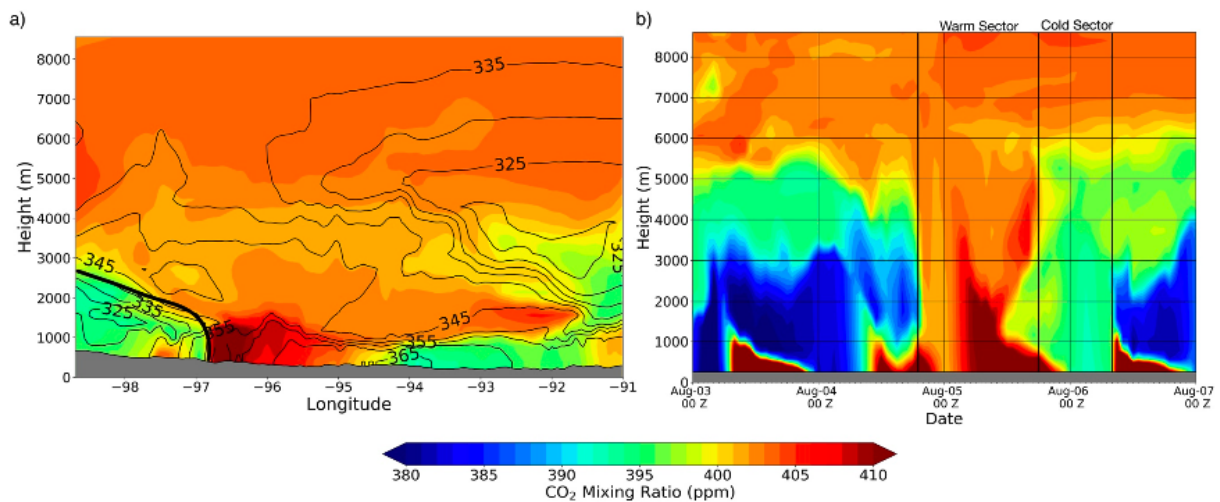 a)
b)
Warm Sector
Cold Sector
Height (m)
8000
7000
6000
5000
4000
3000
2000
1000
0
335
325
345
325
335
325
355
345
355
365
−98
−97
−96
−95
−94
−93
−92
−91
Longitude
Height (m)
8000
7000
6000
5000
4000
3000
2000
1000
0
Aug-03
00 Z
Aug-04
00 Z
Aug-05
00 Z
Aug-06
00 Z
Aug-07
00 Z
Date
380
385
390
395
400
405
410
CO₂ Mixing Ratio (ppm)